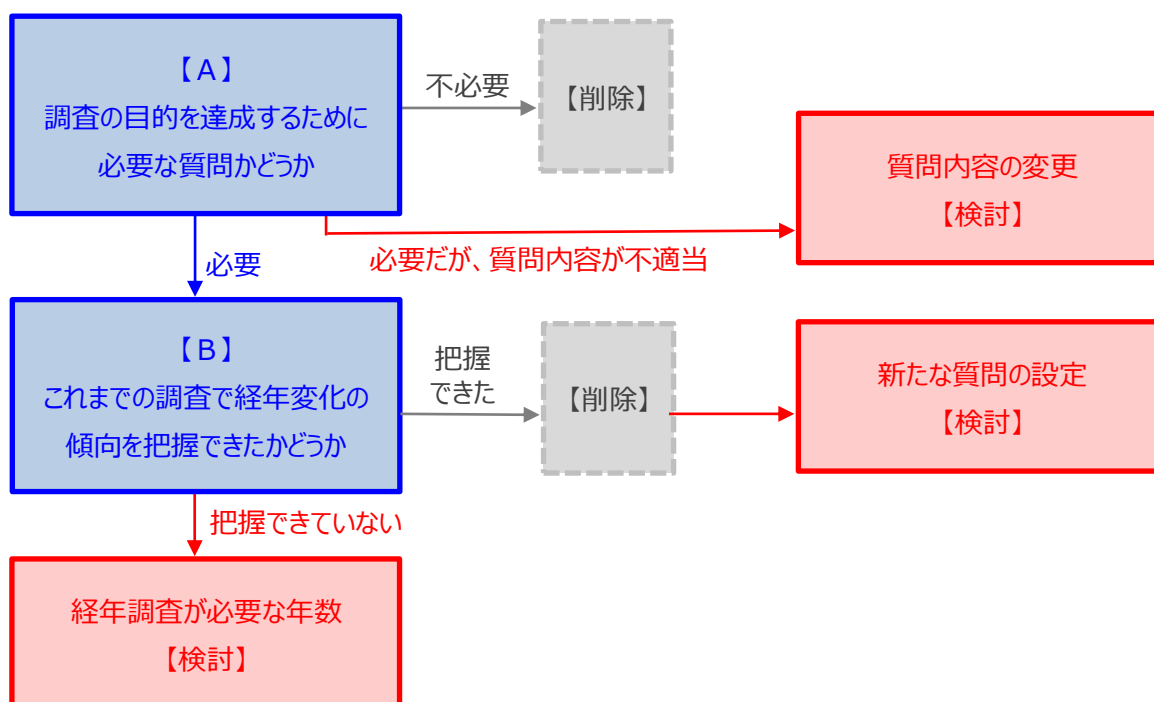 【A】
調査の目的を達成するために
必要な質問かどうか
不必要
【削除】
質問内容の変更
【検討】
必要だが、質問内容が不適当
必要
【B】
これまでの調査で経年変化の
傾向を把握できたかどうか
把握
できた
【削除】
新たな質問の設定
【検討】
把握できていない
経年調査が必要な年数
【検討】